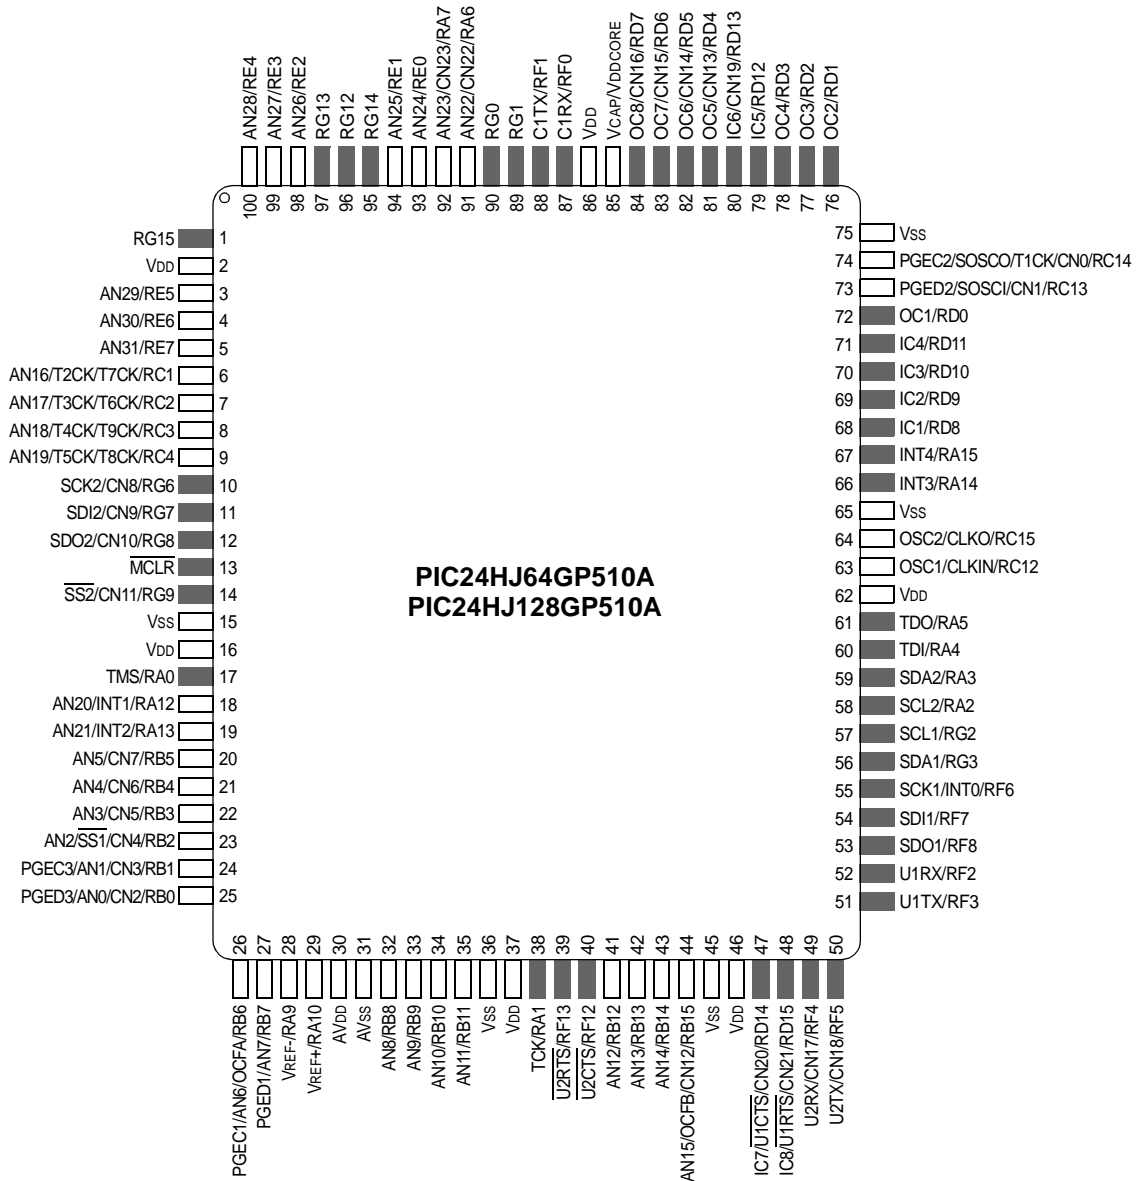 AN28/RE4
AN27/RE3
AN26/RE2
RG13
RG12
RG14
AN25/RE1
AN24/RE0
AN23/CN23/RA7
AN22/CN22/RA6
RG0
RG1
C1TX/RF1
C1RX/RF0
VDD
VCAP/VDDCORE
OC8/CN16/RD7
OC7/CN15/RD6
OC6/CN14/RD5
OC5/CN13/RD4
IC6/CN19/RD13
IC5/RD12
OC4/RD3
OC3/RD2
OC2/RD1
100
99
98
97
96
95
94
93
92
91
90
89
88
87
86
85
84
83
82
81
80
79
78
77
76
RG15 1
VDD 2
AN29/RE5 3
AN30/RE6 4
AN31/RE7 5
AN16/T2CK/T7CK/RC1 6
AN17/T3CK/T6CK/RC2 7
AN18/T4CK/T9CK/RC3 8
AN19/T5CK/T8CK/RC4 9
SCK2/CN8/RG6 10
SDI2/CN9/RG7 11
SDO2/CN10/RG8 12
MCLR 13
SS2/CN11/RG9 14
VSS 15
VDD 16
TMS/RA0 17
AN20/INT1/RA12 18
AN21/INT2/RA13 19
AN5/CN7/RB5 20
AN4/CN6/RB4 21
AN3/CN5/RB3 22
AN2/SS1/CN4/RB2 23
PGEC3/AN1/CN3/RB1 24
PGED3/AN0/CN2/RB0 25
PIC24HJ64GP510A
PIC24HJ128GP510A
75 VSS
74 PGEC2/SOSCO/T1CK/CN0/RC14
73 PGED2/SOSCI/CN1/RC13
72 OC1/RD0
71 IC4/RD11
70 IC3/RD10
69 IC2/RD9
68 IC1/RD8
67 INT4/RA15
66 INT3/RA14
65 VSS
64 OSC2/CLKO/RC15
63 OSC1/CLKIN/RC12
62 VDD
61 TDO/RA5
60 TDI/RA4
59 SDA2/RA3
58 SCL2/RA2
57 SCL1/RG2
56 SDA1/RG3
55 SCK1/INT0/RF6
54 SDI1/RF7
53 SDO1/RF8
52 U1RX/RF2
51 U1TX/RF3
26
27
28
29
30
31
32
33
34
35
36
37
38
39
40
41
42
43
44
45
46
47
48
49
50
PGEC1/AN6/OCFA/RB6
PGED1/AN7/RB7
VREF-/RA9
VREF+/RA10
AVDD
AVSS
AN8/RB8
AN9/RB9
AN10/RB10
AN11/RB11
VSS
VDD
TCK/RA1
U2RTS/RF13
U2CTS/RF12
AN12/RB12
AN13/RB13
AN14/RB14
AN15/OCFB/CN12/RB15
VSS
VDD
IC7/U1CTS/CN20/RD14
IC8/U1RTS/CN21/RD15
U2RX/CN17/RF4
U2TX/CN18/RF5